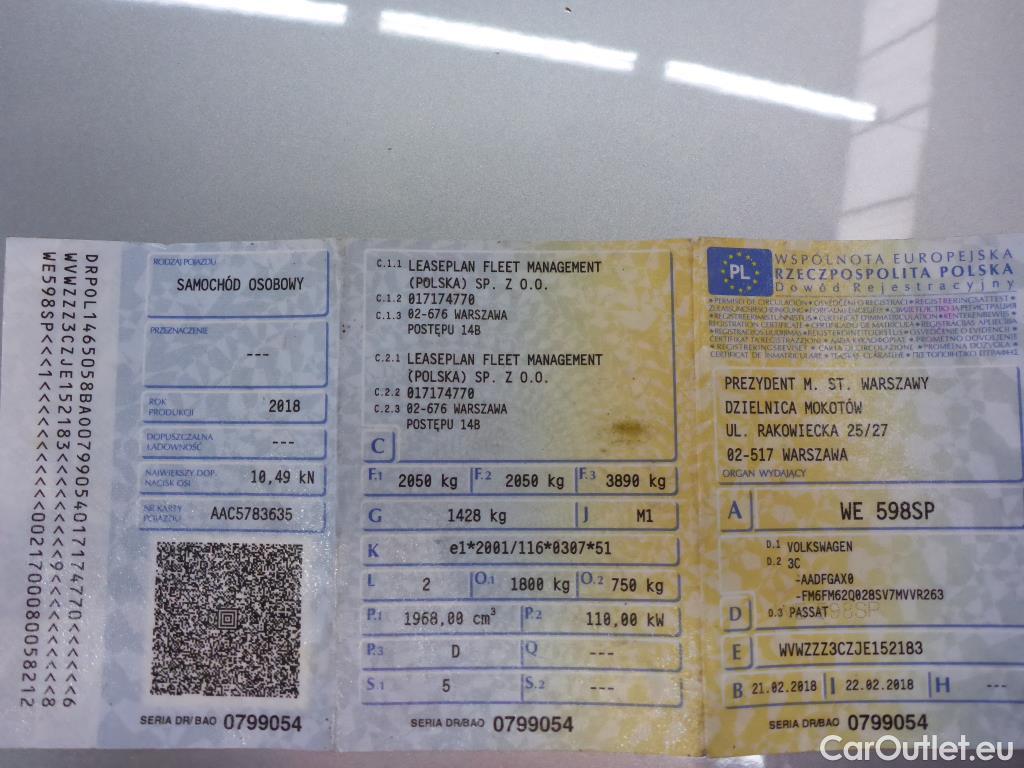 DRPOL1465058BAO0799054017174770<<<<<<6
WVWZZZ3CZJE152183<<<<<<<9<<<<<<<<<<<<8
WE598SP<<<1<<<<<<<<<<<<<<002170008058212
RODZAJ POJAZDU
SAMOCHÓD OSOBOWY
PRZEZNACZENIE
---
ROK
PRODUKCJI 2018
DOPUSZCZALNA
ŁADOWNOŚĆ ---
NAJWIĘKSZY DOP.
NACISK OSI 10,49 kN
NR KARTY
POJAZDU AAC5783635
SERIA DR/BAO 0799054
C.1.1 LEASEPLAN FLEET MANAGEMENT
(POLSKA) SP. Z O.O.
C.1.2 017174770
C.1.3 02-676 WARSZAWA
POSTĘPU 14B
C.2.1 LEASEPLAN FLEET MANAGEMENT
(POLSKA) SP. Z O.O.
C.2.2 017174770
C.2.3 02-676 WARSZAWA
POSTĘPU 14B
C
F.1 2050 kg F.2 2050 kg F.3 3890 kg
G 1428 kg J M1
K e1*2001/116*0307*51
L 2 O.1 1800 kg O.2 750 kg
P.1 1968,00 cm³ P.2 110,00 kW
P.3 D Q ---
S.1 5 S.2 ---
SERIA DR/BAO 0799054
PL
WSPÓLNOTA EUROPEJSKA
RZECZPOSPOLITA POLSKA
Dowód Rejestracyjny
PREZYDENT M. ST. WARSZAWY
DZIELNICA MOKOTÓW
UL. RAKOWIECKA 25/27
02-517 WARSZAWA
ORGAN WYDAJĄCY
A WE 598SP
D.1 VOLKSWAGEN
D.2 3C
-AADFGAX0
-FM6FM62Q028SV7MVVR263
D D.3 PASSAT
E WVWZZZ3CZJE152183
B 21.02.2018 I 22.02.2018 H ---
SERIA DR/BAO 0799054
CarOutlet.eu